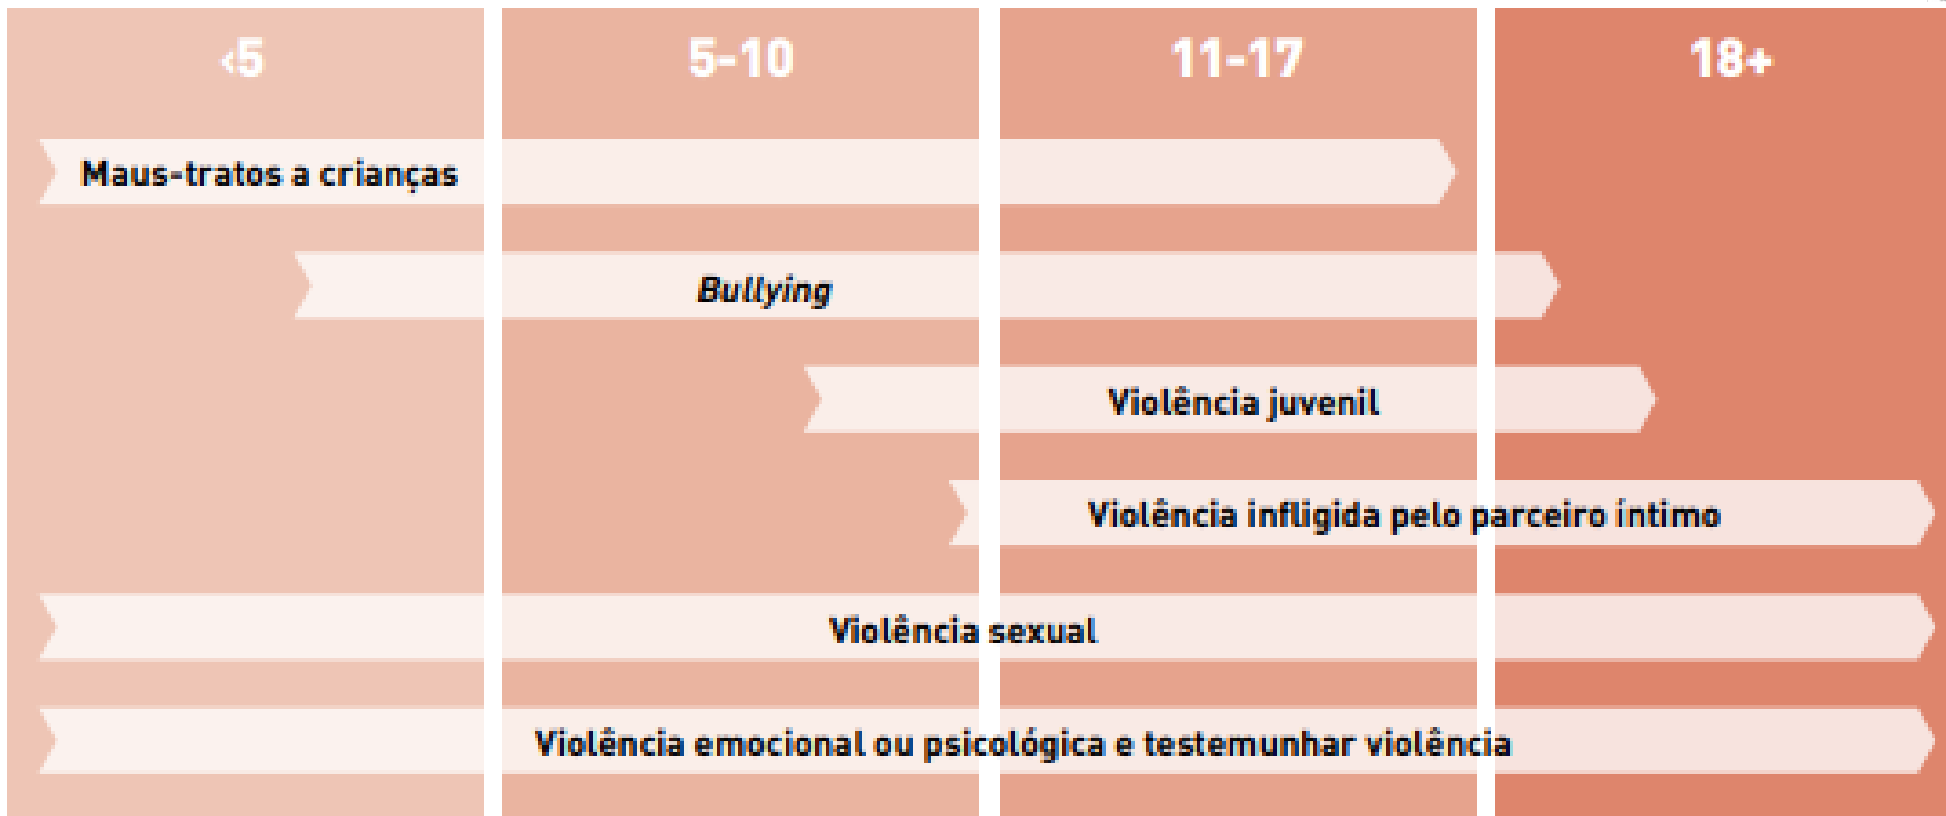 <5 5-10 11-17 18+
Maus-tratos a crianças
Bullying
Violência juvenil
Violência infligida pelo parceiro íntimo
Violência sexual
Violência emocional ou psicológica e testemunhar violência